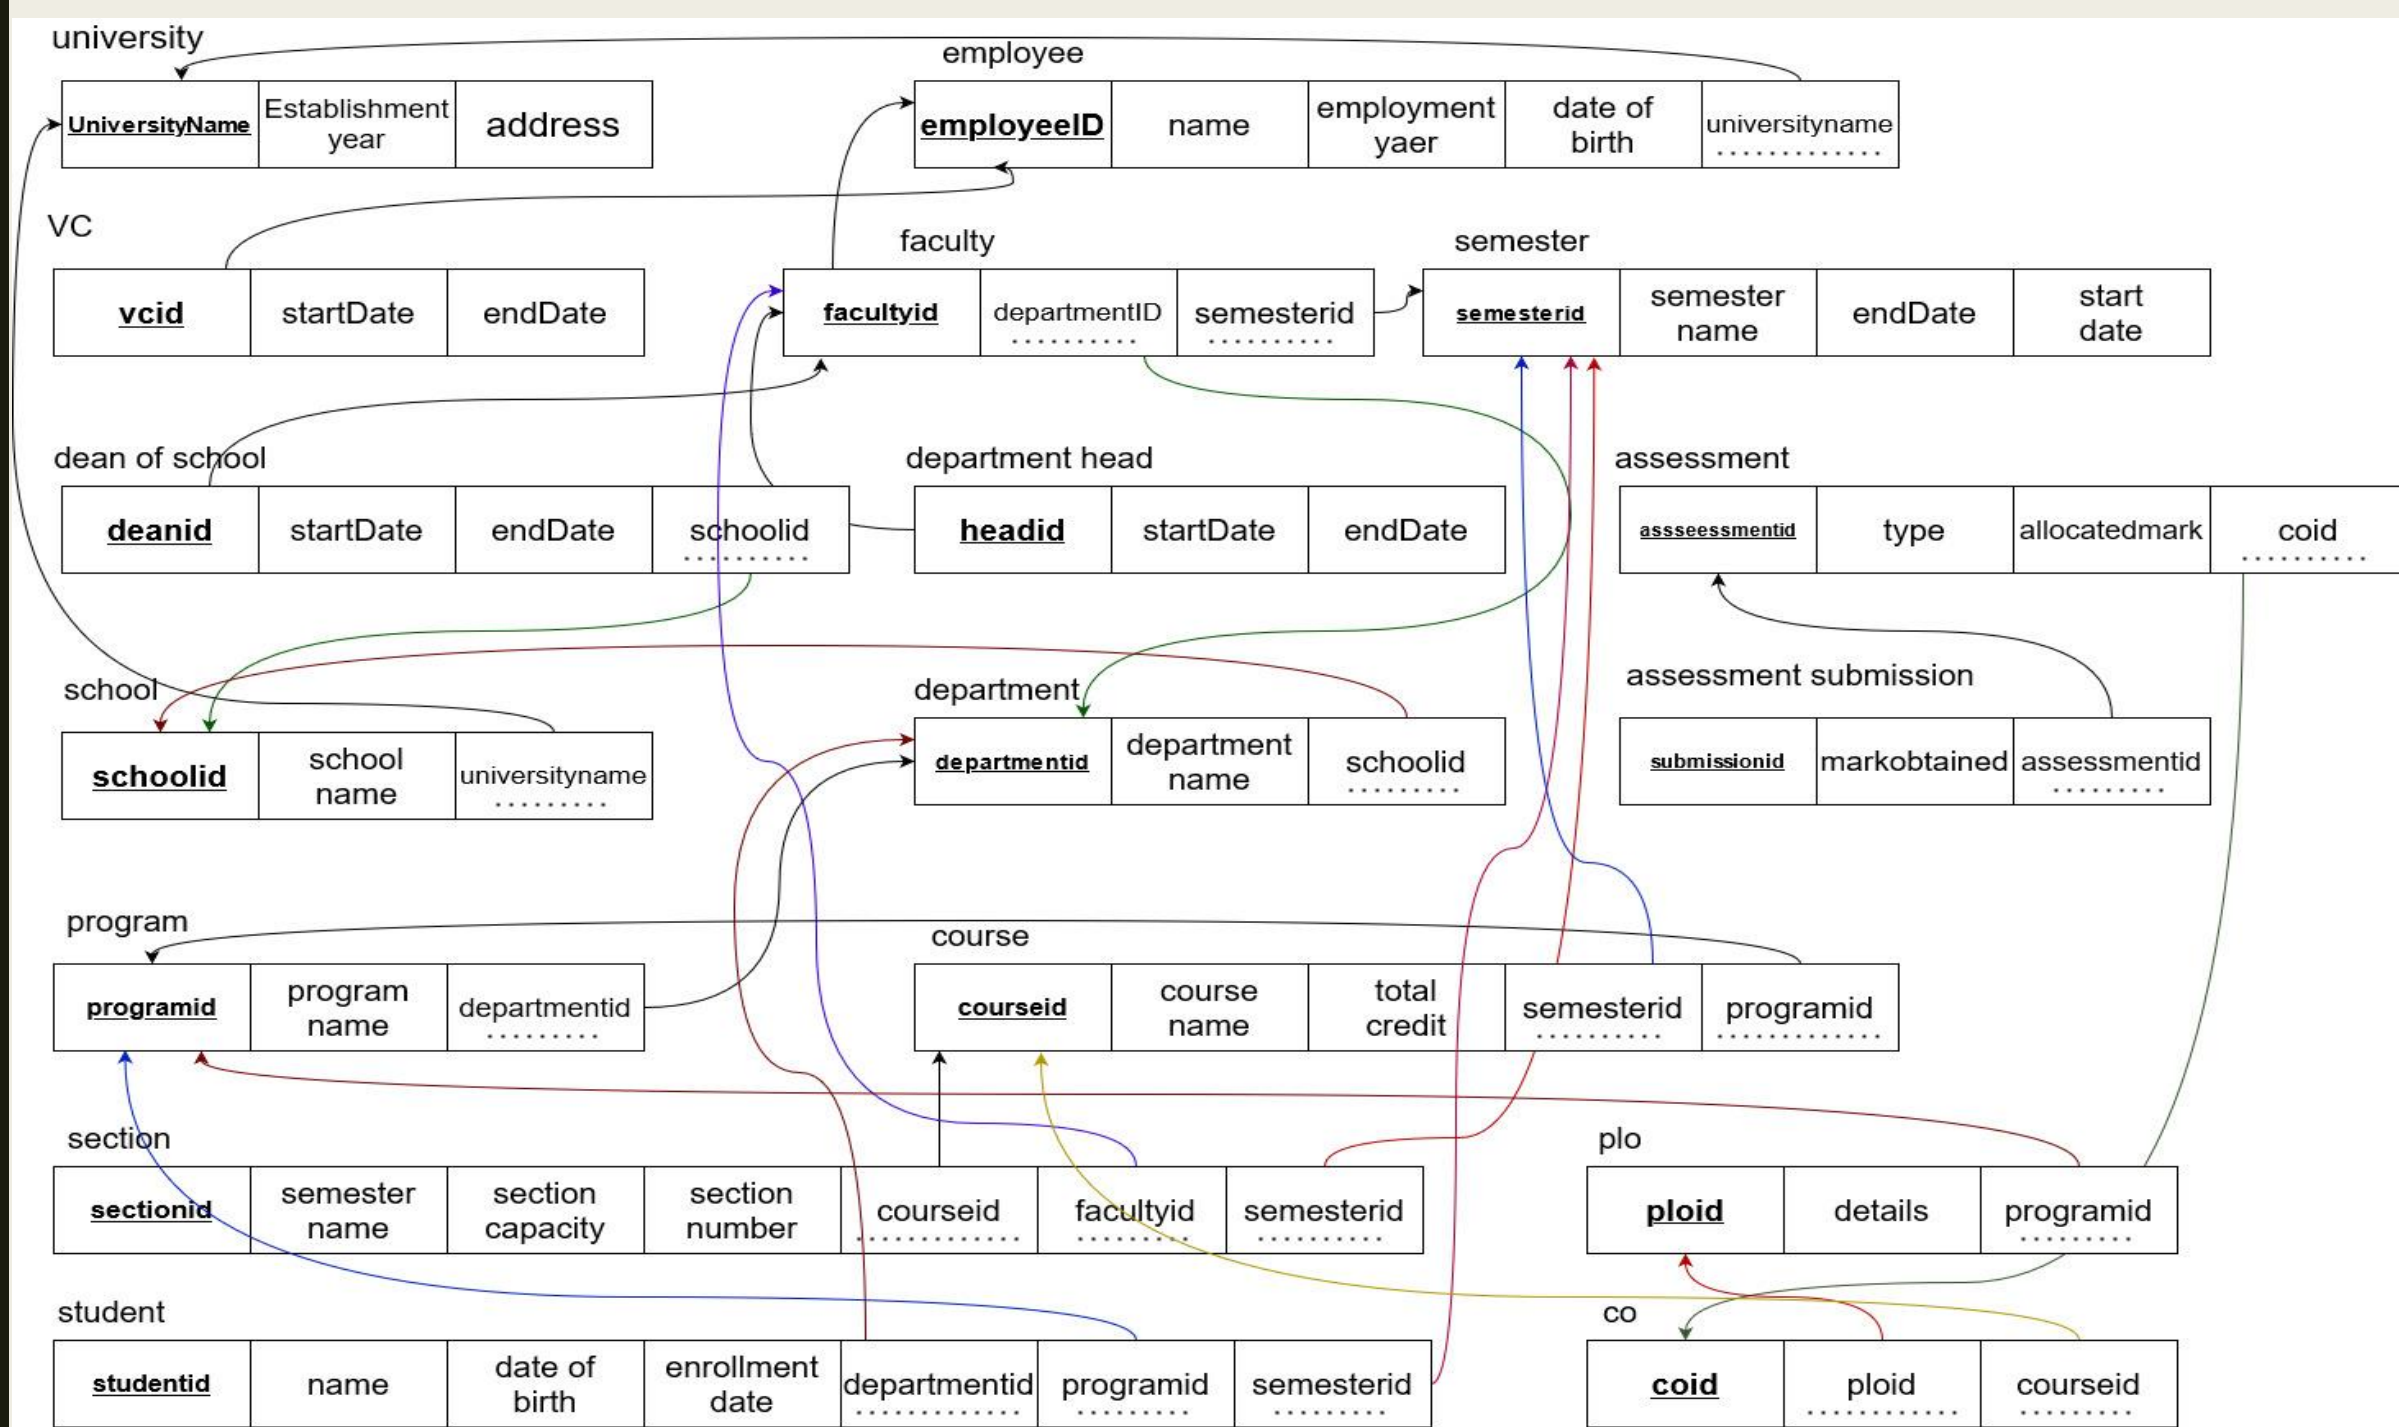 university
employee
UniversityName
Establishment
year
address
employeeID
name
employment
yaer
date of
birth
universityname
VC
faculty
semester
vcid
startDate
endDate
facultyid
departmentID
semesterid
semesterid
semester
name
endDate
start
date
dean of school
department head
assessment
deanid
startDate
endDate
schoolid
headid
startDate
endDate
assseessmentid
type
allocatedmark
coid
school
department
assessment submission
schoolid
school
name
universityname
departmentid
department
name
schoolid
submissionid
markobtained
assessmentid
program
course
programid
program
name
departmentid
courseid
course
name
total
credit
semesterid
programid
section
plo
sectionid
semester
name
section
capacity
section
number
courseid
facultyid
semesterid
ploid
details
programid
student
co
studentid
name
date of
birth
enrollment
date
departmentid
programid
semesterid
coid
ploid
courseid